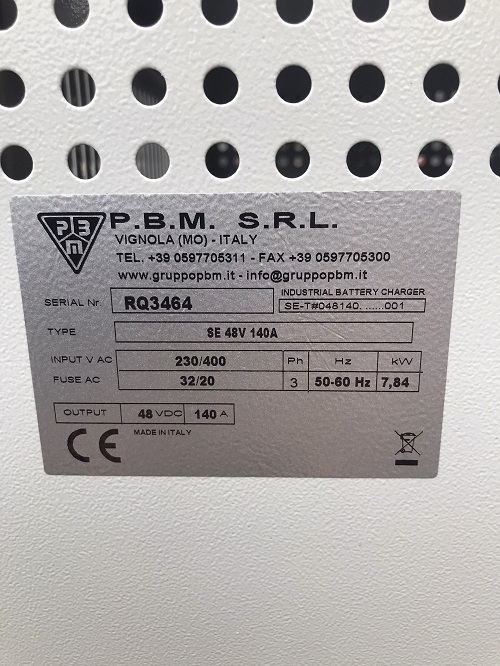 PBM
P.B.M. S.R.L.
VIGNOLA (MO) - ITALY
TEL. +39 0597705311 - FAX +39 0597705300
www.gruppopbm.it - info@gruppopbm.it
INDUSTRIAL BATTERY CHARGER
SERIAL Nr. RQ3464 SE-T#048140.......001
TYPE SE 48V 140A
INPUT V AC 230/400 Ph Hz kW
FUSE AC 32/20 3 50-60 Hz 7,84
OUTPUT 48 VDC 140 A
CE MADE IN ITALY